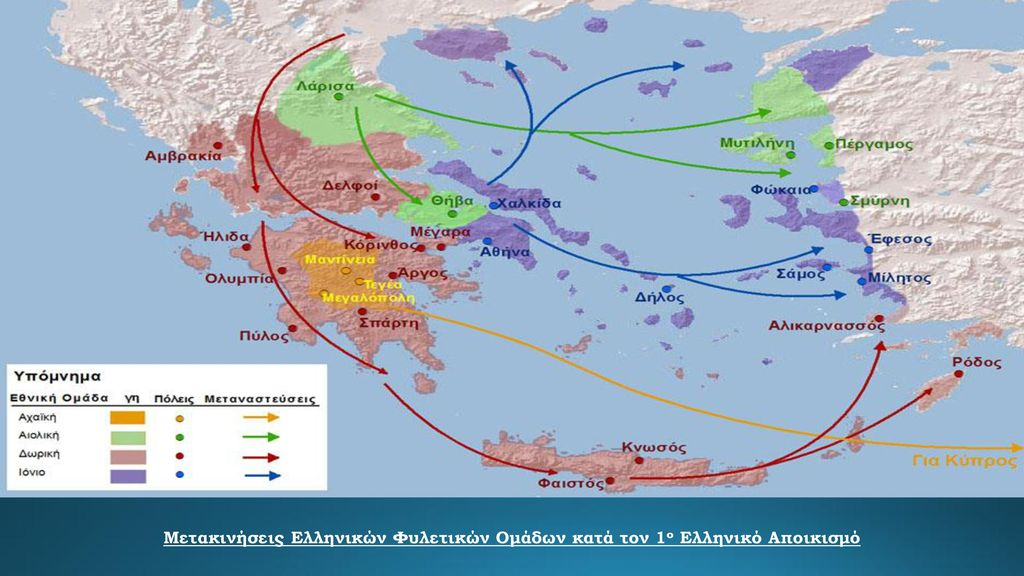 Λάρισα
Αμβρακία
Μυτιλήνη
Πέργαμος
Δελφοί
Θήβα
Χαλκίδα
Φώκαια
Σμύρνη
Ήλιδα
Μέγαρα
Κόρινθος
Αθήνα
Έφεσος
Μαντίνεια
Ολυμπία
Άργος
Τεγέα
Σάμος
Μίλητος
Μεγαλόπολη
Δήλος
Σπάρτη
Πύλος
Αλικαρνασσός
Ρόδος
Κνωσός
Φαιστός
Για Κύπρος
Υπόμνημα
Εθνική Ομάδα γη Πόλεις Μεταναστεύσεις
Αχαϊκή
Αιολική
Δωρική
Ιόνιο
Μετακινήσεις Ελληνικών Φυλετικών Ομάδων κατά τον 1ο Ελληνικό Αποικισμό